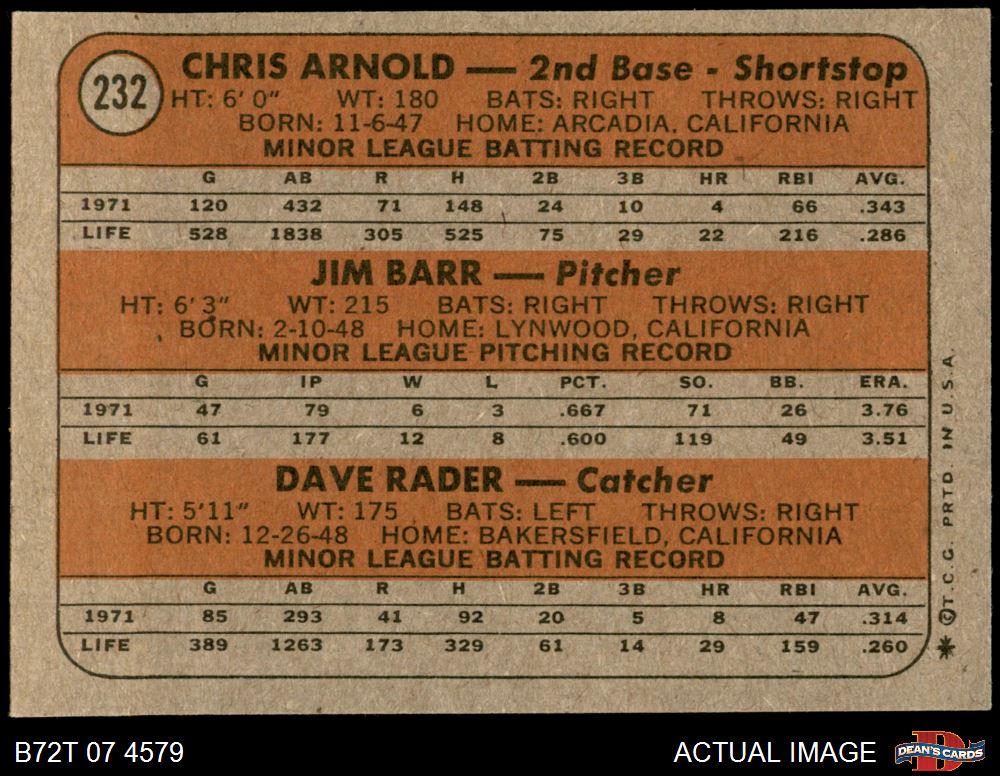 232
CHRIS ARNOLD — 2nd Base - Shortstop
HT: 6' 0" WT: 180 BATS: RIGHT THROWS: RIGHT
BORN: 11-6-47 HOME: ARCADIA, CALIFORNIA
MINOR LEAGUE BATTING RECORD
G AB R H 2B 3B HR RBI AVG.
1971 120 432 71 148 24 10 4 66 .343
LIFE 528 1838 305 525 75 29 22 216 .286
JIM BARR — Pitcher
HT: 6' 3" WT: 215 BATS: RIGHT THROWS: RIGHT
BORN: 2-10-48 HOME: LYNWOOD, CALIFORNIA
MINOR LEAGUE PITCHING RECORD
G IP W L PCT. SO. BB. ERA.
1971 47 79 6 3 .667 71 26 3.76
LIFE 61 177 12 8 .600 119 49 3.51
DAVE RADER — Catcher
HT: 5'11" WT: 175 BATS: LEFT THROWS: RIGHT
BORN: 12-26-48 HOME: BAKERSFIELD, CALIFORNIA
MINOR LEAGUE BATTING RECORD
G AB R H 2B 3B HR RBI AVG.
1971 85 293 41 92 20 5 8 47 .314
LIFE 389 1263 173 329 61 14 29 159 .260
* © T.C.G. PRTD. IN U.S.A.
B72T 07 4579 ACTUAL IMAGE
D
DEAN'S CARDS